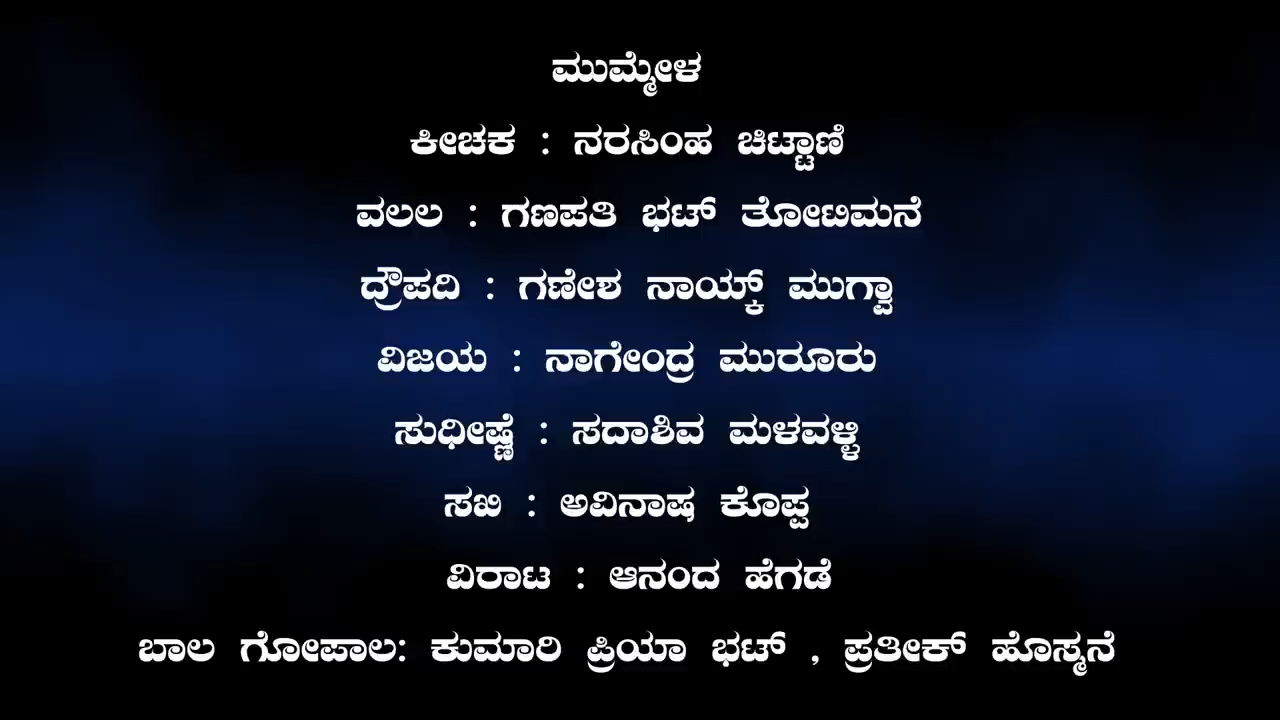 ಮುಮ್ಮೇಳ
ಕೀಚಕ : ನರಸಿಂಹ ಚಿಟ್ಟಾಣಿ
ವಲಲ : ಗಣಪತಿ ಭಟ್ ತೋಟಿಮನೆ
ದ್ರೌಪದಿ : ಗಣೇಶ ನಾಯ್ಕ್ ಮುಗ್ವಾ
ವಿಜಯ : ನಾಗೇಂದ್ರ ಮುರೂರು
ಸುಧೀಷ್ಣೆ : ಸದಾಶಿವ ಮಳವಳ್ಳಿ
ಸಖಿ : ಅವಿನಾಷ ಕೊಪ್ಪ
ವಿರಾಟ : ಆನಂದ ಹೆಗಡೆ
ಬಾಲ ಗೋಪಾಲ: ಕುಮಾರಿ ಪ್ರಿಯಾ ಭಟ್ , ಪ್ರತೀಕ್ ಹೊಸ್ಮನೆ